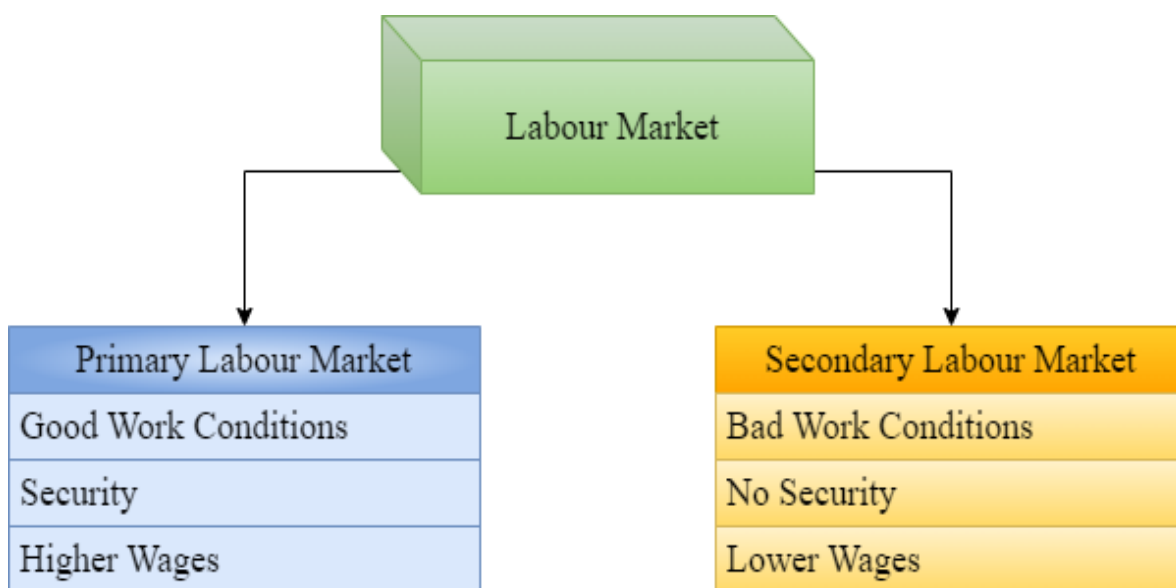 Labour Market
Primary Labour Market
Good Work Conditions
Security
Higher Wages
Secondary Labour Market
Bad Work Conditions
No Security
Lower Wages